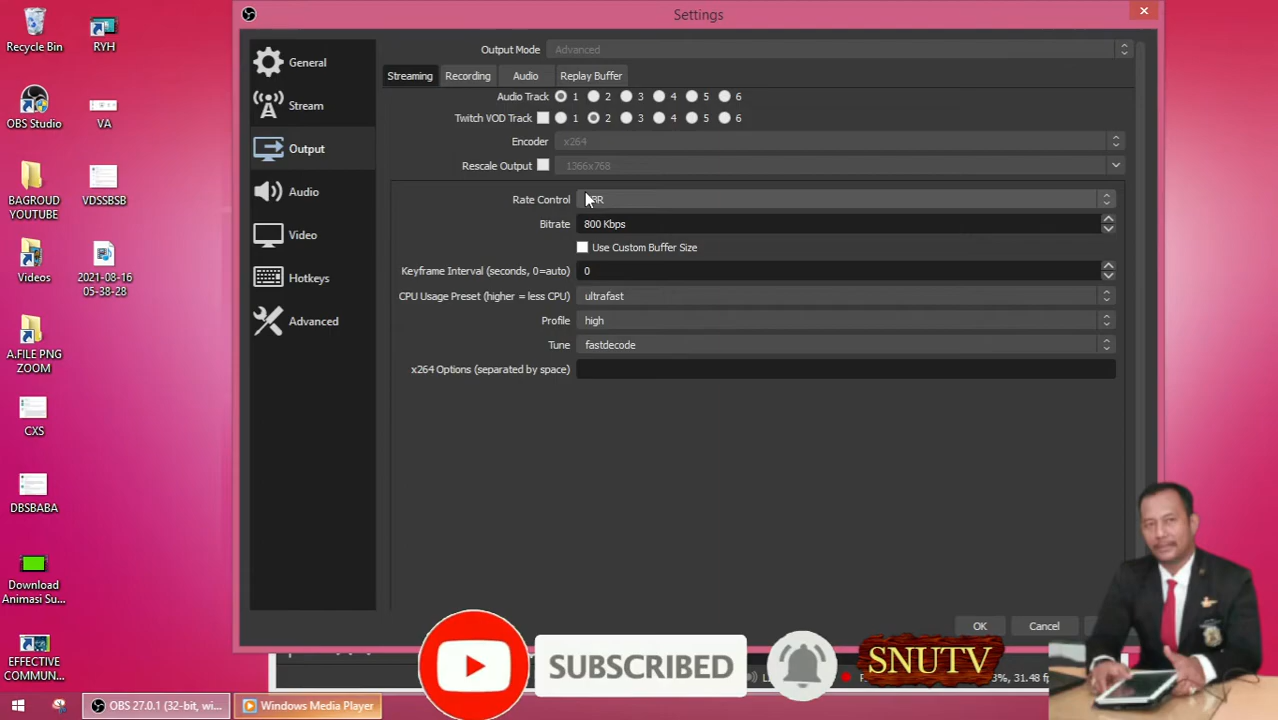 Settings
Recycle Bin
RYH
OBS Studio
VA
BAGROUD
YOUTUBE
VDSSBSB
Videos
2021-08-16
05-38-28
A.FILE PNG
ZOOM
CXS
DBSBABA
Download
Animasi Su...
EFFECTIVE
COMMUN...
General
Stream
Output
Audio
Video
Hotkeys
Advanced
Output Mode Advanced
Streaming Recording Audio Replay Buffer
Audio Track 1 2 3 4 5 6
Twitch VOD Track 1 2 3 4 5 6
Encoder x264
Rescale Output 1366x768
Rate Control
Bitrate 800 Kbps
Use Custom Buffer Size
Keyframe Interval (seconds, 0=auto) 0
CPU Usage Preset (higher = less CPU) ultrafast
Profile high
Tune fastdecode
x264 Options (separated by space)
OK Cancel
SUBSCRIBED
SNUTV
3%, 31.48 fp
OBS 27.0.1 (32-bit, wi... Windows Media Player